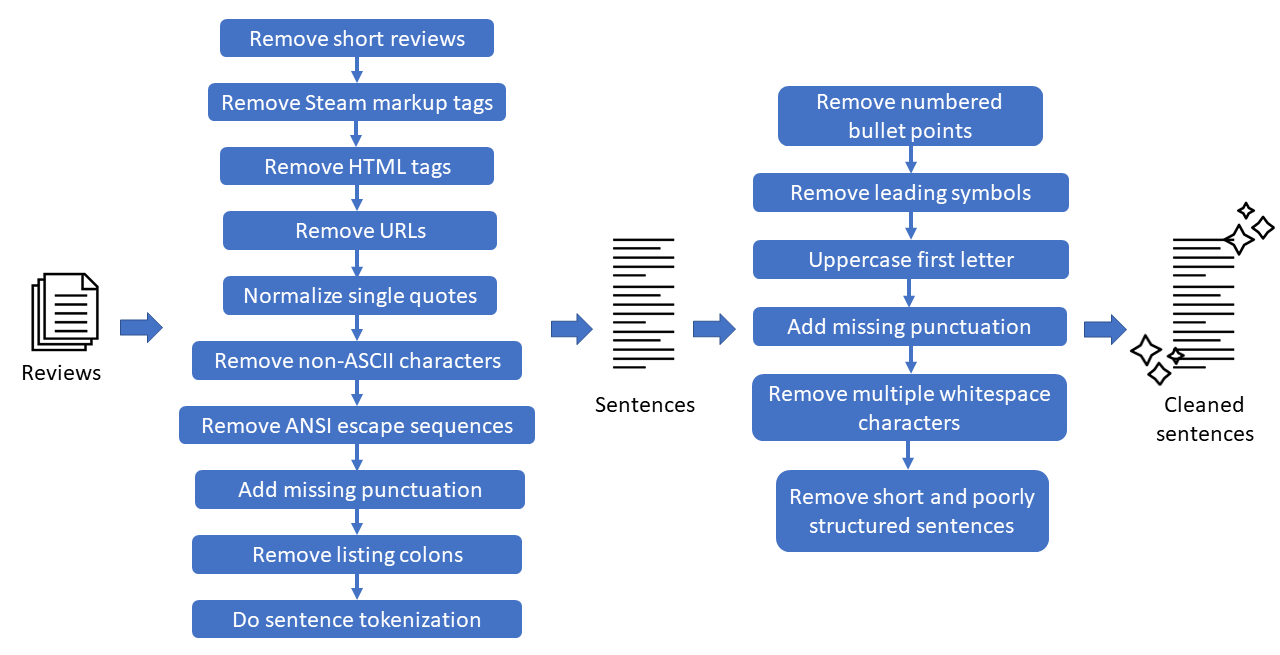 Reviews
Remove short reviews
Remove Steam markup tags
Remove HTML tags
Remove URLs
Normalize single quotes
Remove non-ASCII characters
Remove ANSI escape sequences
Add missing punctuation
Remove listing colons
Do sentence tokenization
Sentences
Remove numbered
bullet points
Remove leading symbols
Uppercase first letter
Add missing punctuation
Remove multiple whitespace
characters
Remove short and poorly
structured sentences
Cleaned
sentences